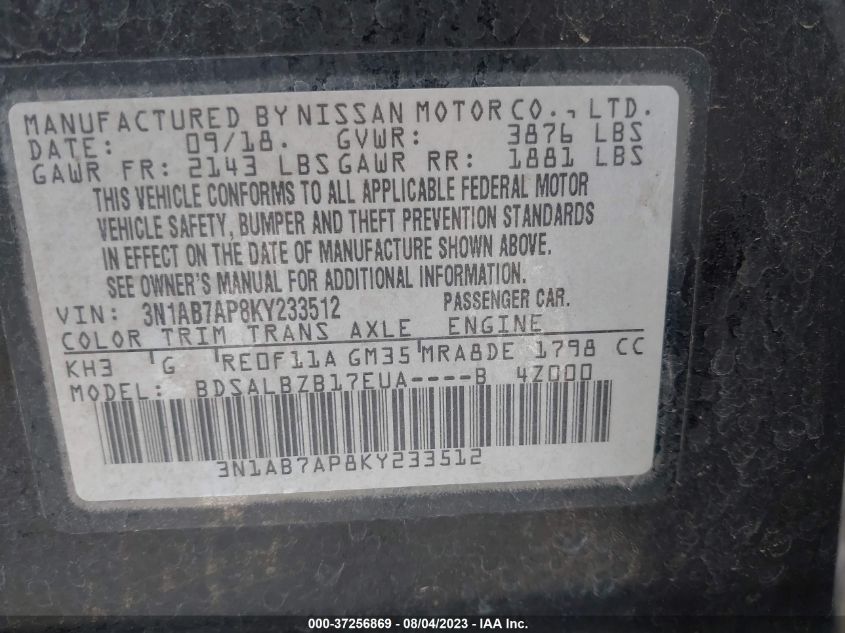 MANUFACTURED BY NISSAN MOTOR CO., LTD.
DATE: 09/18. GVWR: 3876 LBS
GAWR FR: 2143 LBS GAWR RR: 1881 LBS
THIS VEHICLE CONFORMS TO ALL APPLICABLE FEDERAL MOTOR
VEHICLE SAFETY, BUMPER AND THEFT PREVENTION STANDARDS
IN EFFECT ON THE DATE OF MANUFACTURE SHOWN ABOVE.
SEE OWNER'S MANUAL FOR ADDITIONAL INFORMATION.
VIN: 3N1AB7AP8KY233512 PASSENGER CAR.
COLOR TRIM TRANS AXLE ENGINE
KH3 G RE0F11A GM35 MRA8DE 1798 CC
MODEL: BDSALBZB17EUA----B 4Z000
3N1AB7AP8KY233512
000-37256869 - 08/04/2023 - Copyright © 2023 IAA, Inc.